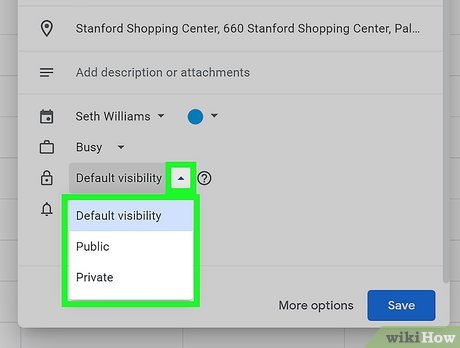 Stanford Shopping Center, 660 Stanford Shopping Center, Pal...
Add description or attachments
Seth Williams
Busy
Default visibility
Default visibility
Public
Private
More options Save
wikiHow